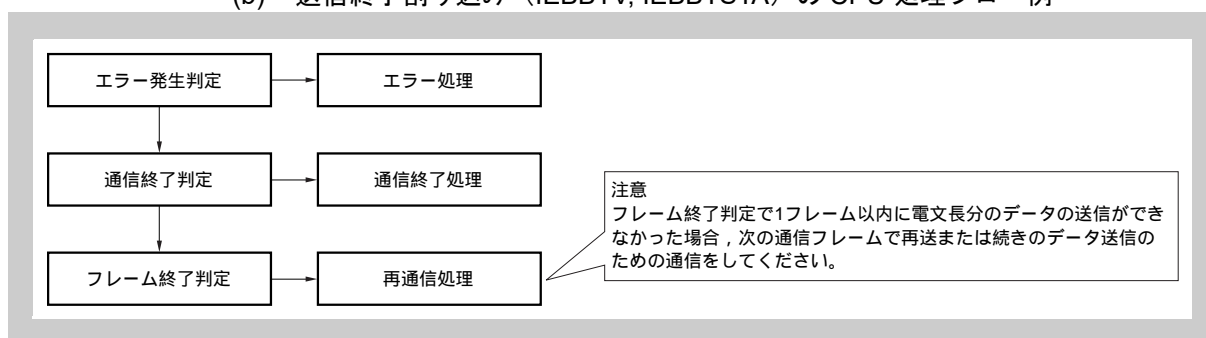 エラー発生判定
エラー処理
通信終了判定
通信終了処理
フレーム終了判定
再通信処理
注意
フレーム終了判定で1フレーム以内に電文長分のデータの送信ができ
なかった場合，次の通信フレームで再送または続きのデータ送信の
ための通信をしてください。